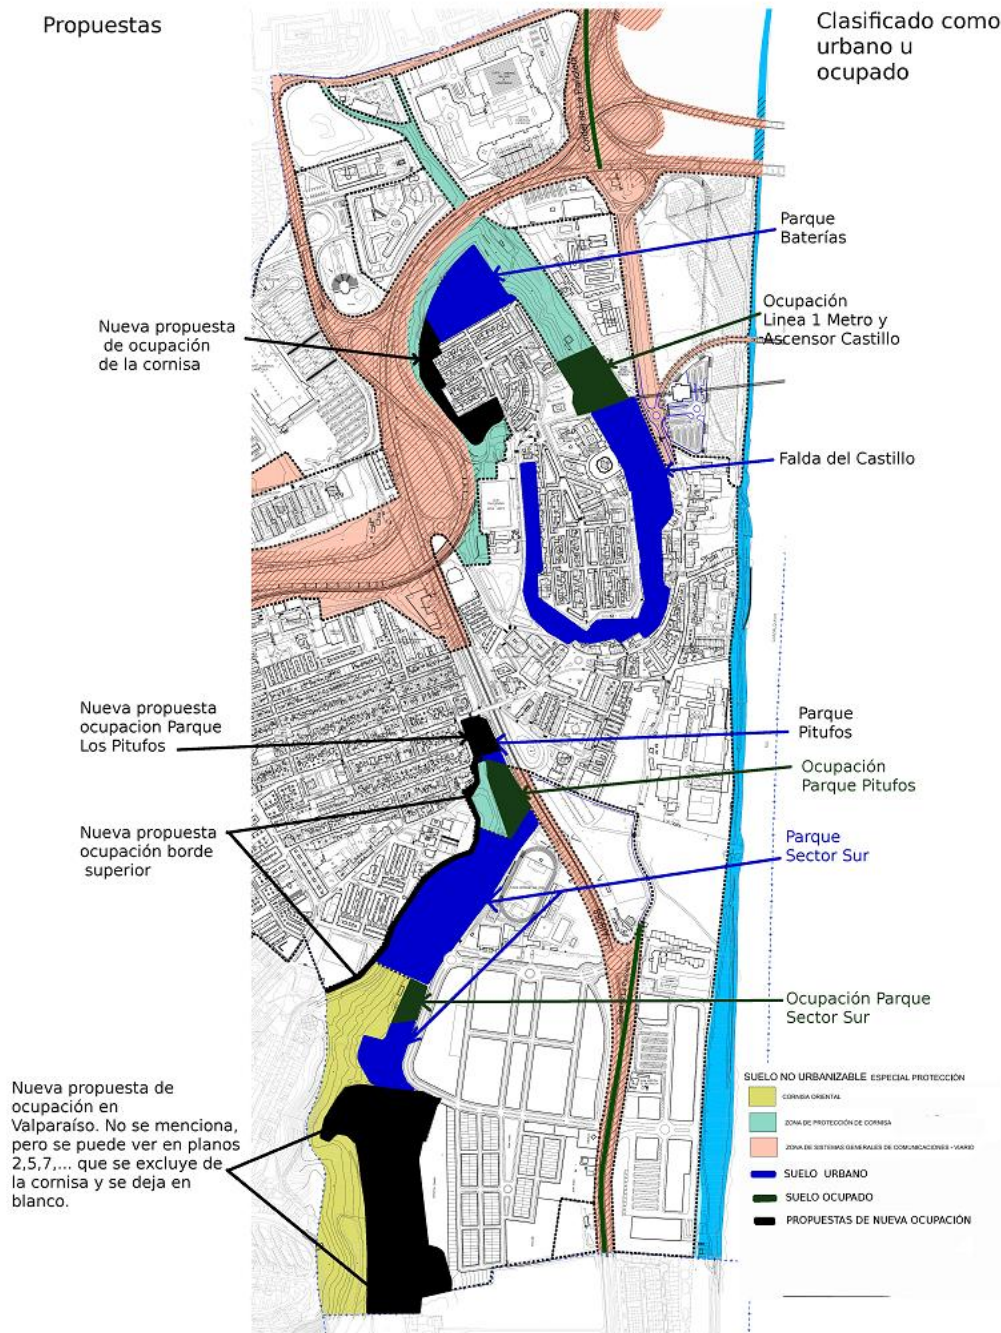 Propuestas
Clasificado como
urbano u
ocupado
Parque
Baterías
Ocupación
Linea 1 Metro y
Ascensor Castillo
Nueva propuesta
de ocupación
de la cornisa
Falda del Castillo
Nueva propuesta
ocupacion Parque
Los Pitufos
Parque
Pitufos
Ocupación
Parque Pitufos
Nueva propuesta
ocupación borde
superior
Parque
Sector Sur
Ocupación Parque
Sector Sur
Nueva propuesta de
ocupación en
Valparaíso. No se menciona,
pero se puede ver en planos
2,5,7,... que se excluye de
la cornisa y se deja en
blanco.
SUELO NO URBANIZABLE ESPECIAL PROTECCIÓN
CORNISA ORIENTAL
ZONA DE PROTECCIÓN DE CORNISA
ZONA DE SISTEMAS GENERALES DE COMUNICACIONES - VIARIO
SUELO URBANO
SUELO OCUPADO
PROPUESTAS DE NUEVA OCUPACIÓN